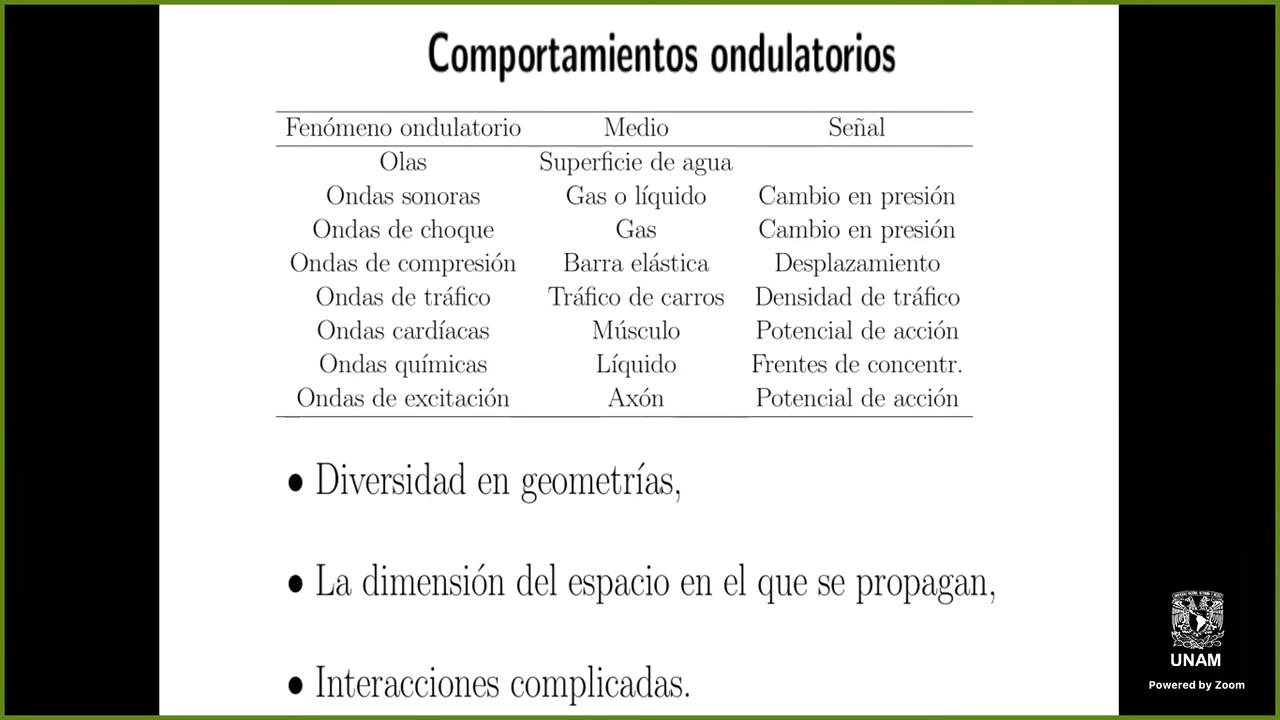 Comportamientos ondulatorios
Fenómeno ondulatorio Medio Señal
Olas Superficie de agua
Ondas sonoras Gas o líquido Cambio en presión
Ondas de choque Gas Cambio en presión
Ondas de compresión Barra elástica Desplazamiento
Ondas de tráfico Tráfico de carros Densidad de tráfico
Ondas cardíacas Músculo Potencial de acción
Ondas químicas Líquido Frentes de concentr.
Ondas de excitación Axón Potencial de acción
• Diversidad en geometrías,
• La dimensión del espacio en el que se propagan,
• Interacciones complicadas.
UNAM
Powered by Zoom